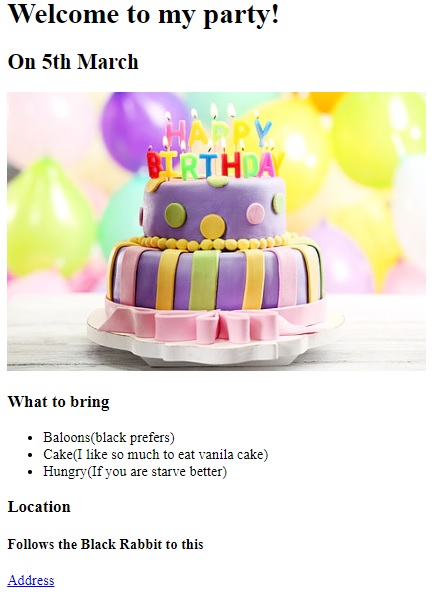 Welcome to my party!
On 5th March
HAPPY
BIRTHDAY
What to bring
Baloons(black prefers)
Cake(I like so much to eat vanila cake)
Hungry(If you are starve better)
Location
Follows the Black Rabbit to this
Address